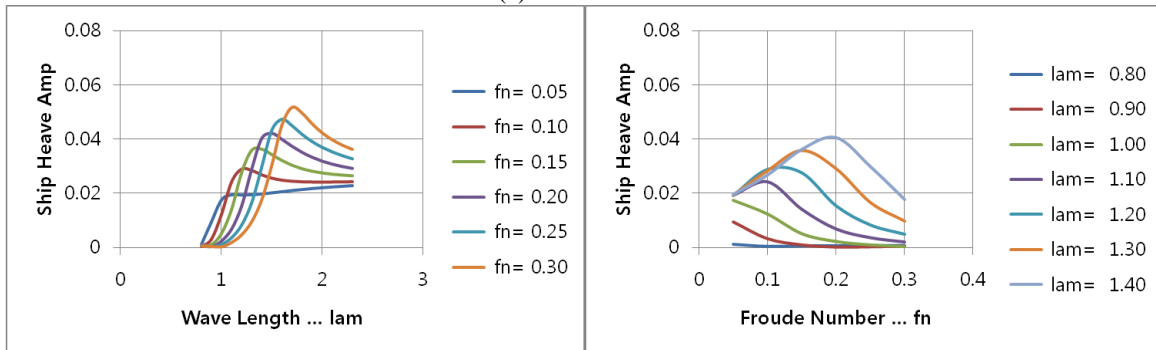 0.08
0.06
0.04
0.02
0
0
1
2
3
Ship Heave Amp
Wave Length ... lam
fn= 0.05
fn= 0.10
fn= 0.15
fn= 0.20
fn= 0.25
fn= 0.30
0.08
0.06
0.04
0.02
0
0
0.1
0.2
0.3
0.4
Ship Heave Amp
Froude Number ... fn
lam= 0.80
lam= 0.90
lam= 1.00
lam= 1.10
lam= 1.20
lam= 1.30
lam= 1.40